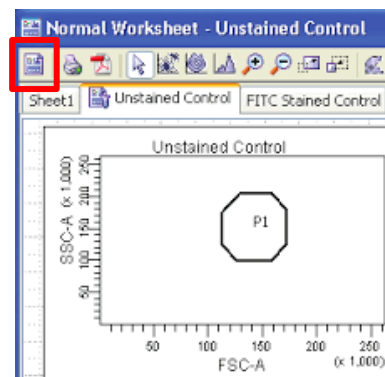 Normal Worksheet - Unstained Control
Sheet1 Unstained Control FITC Stained Control
Unstained Control
SSC-A (x 1,000)
250
200
150
100
50
P1
50 100 150 200 250
FSC-A (x 1,000)